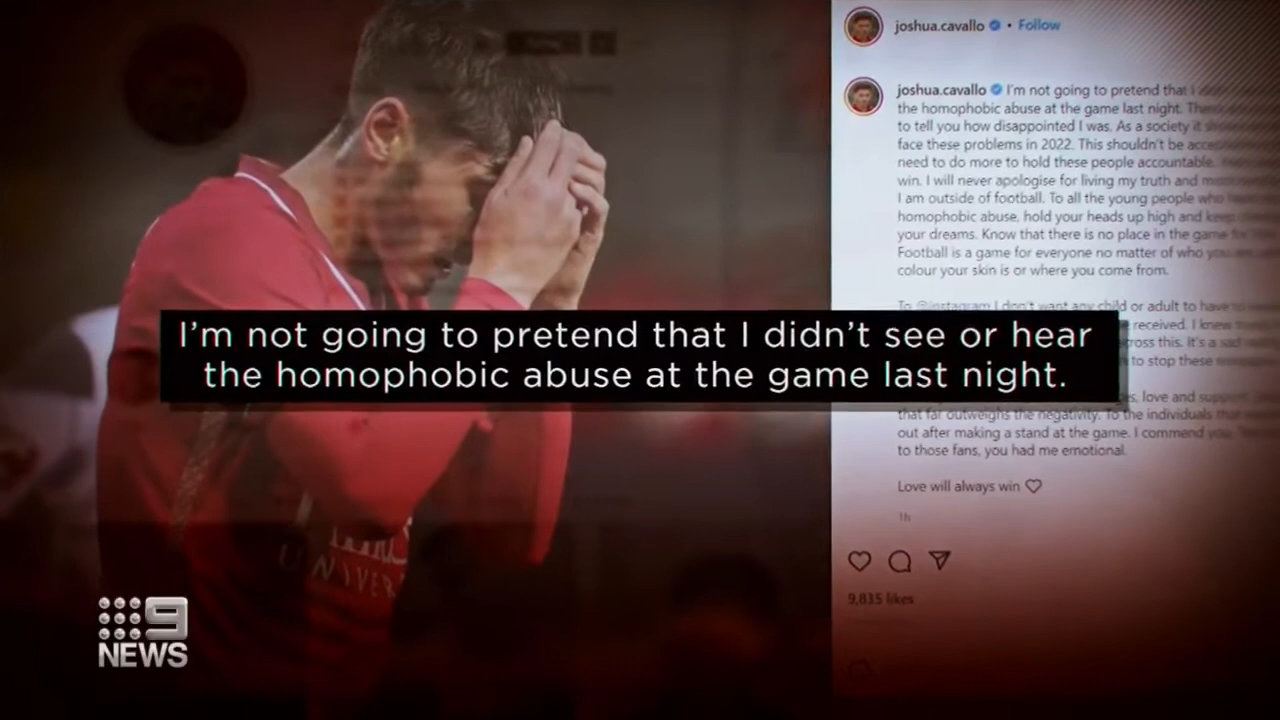 joshua.cavallo • Follow
joshua.cavallo I'm not going to pretend that I
the homophobic abuse at the game last night.
to tell you how disappointed I was. As a society it
face these problems in 2022. This shouldn't be
need to do more to hold these people accountable.
win. I will never apologise for living my truth and
I am outside of football. To all the young people who
homophobic abuse, hold your heads up high and keep
your dreams. Know that there is no place in the game for
Football is a game for everyone no matter of who you
colour your skin is or where you come from.
To @instagram I don't want any child or adult to have to
received. I knew
I'm not going to pretend that I didn't see or hear
the homophobic abuse at the game last night.
this. It's a sad
to stop these
love and support
that far outweighs the negativity. To the individuals that
out after making a stand at the game. I commend you.
to those fans, you had me emotional.
Love will always win ♡
1h
9,835 likes
UNIVER
9
NEWS